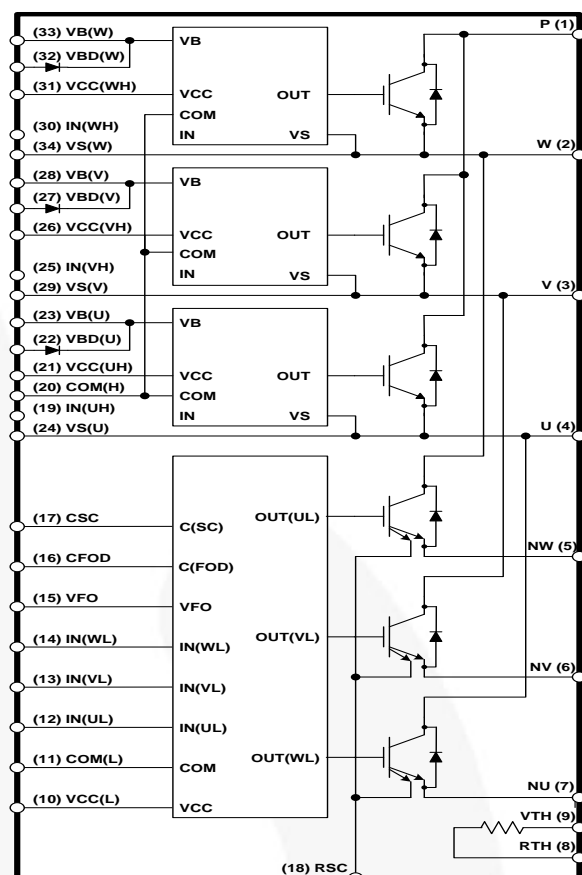 (33) VB(W)
(32) VBD(W)
(31) VCC(WH)
(30) IN(WH)
(34) VS(W)
VB
VCC
COM
IN
OUT
VS
P (1)
W (2)
(28) VB(V)
(27) VBD(V)
(26) VCC(VH)
(25) IN(VH)
(29) VS(V)
VB
VCC
COM
IN
OUT
VS
V (3)
(23) VB(U)
(22) VBD(U)
(21) VCC(UH)
(20) COM(H)
(19) IN(UH)
(24) VS(U)
VB
VCC
COM
IN
OUT
VS
U (4)
(17) CSC
(16) CFOD
(15) VFO
(14) IN(WL)
(13) IN(VL)
(12) IN(UL)
(11) COM(L)
(10) VCC(L)
C(SC)
C(FOD)
VFO
IN(WL)
IN(VL)
IN(UL)
COM
VCC
OUT(UL)
OUT(VL)
OUT(WL)
NW (5)
NV (6)
NU (7)
VTH (9)
RTH (8)
(18) RSC